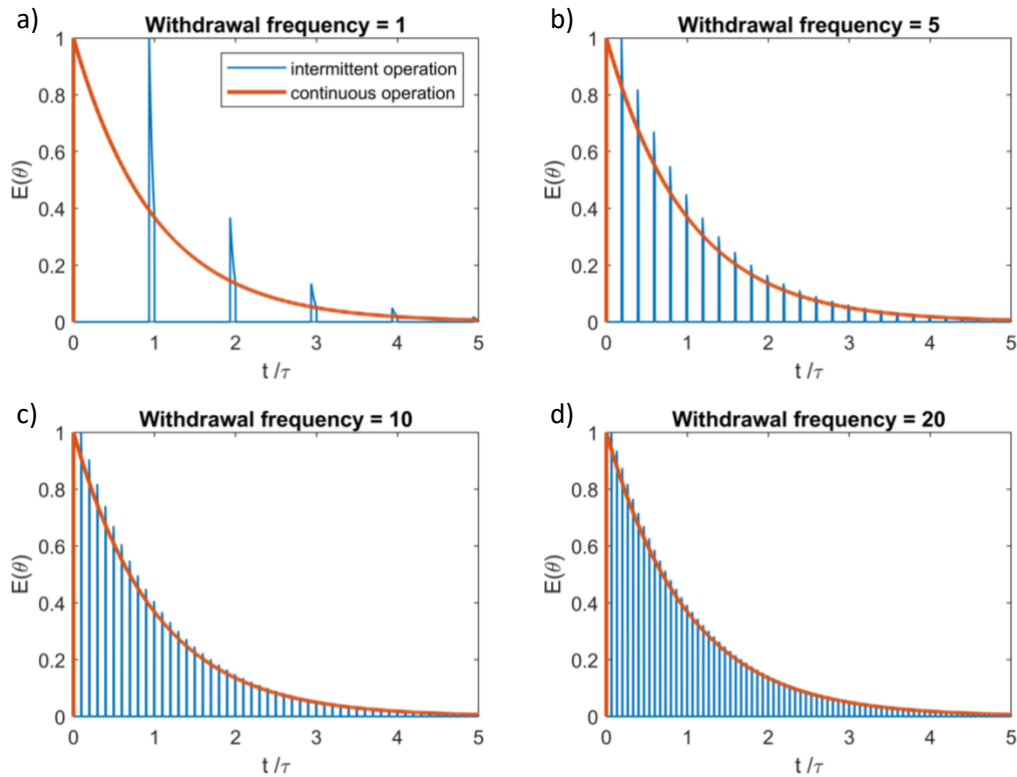 a)
Withdrawal frequency = 1
1
0.8
0.6
0.4
0.2
0
E(θ)
intermittent operation
continuous operation
0 1 2 3 4 5
t /τ
b)
Withdrawal frequency = 5
1
0.8
0.6
0.4
0.2
0
E(θ)
0 1 2 3 4 5
t /τ
c)
Withdrawal frequency = 10
1
0.8
0.6
0.4
0.2
0
E(θ)
0 1 2 3 4 5
t /τ
d)
Withdrawal frequency = 20
1
0.8
0.6
0.4
0.2
0
E(θ)
0 1 2 3 4 5
t /τ